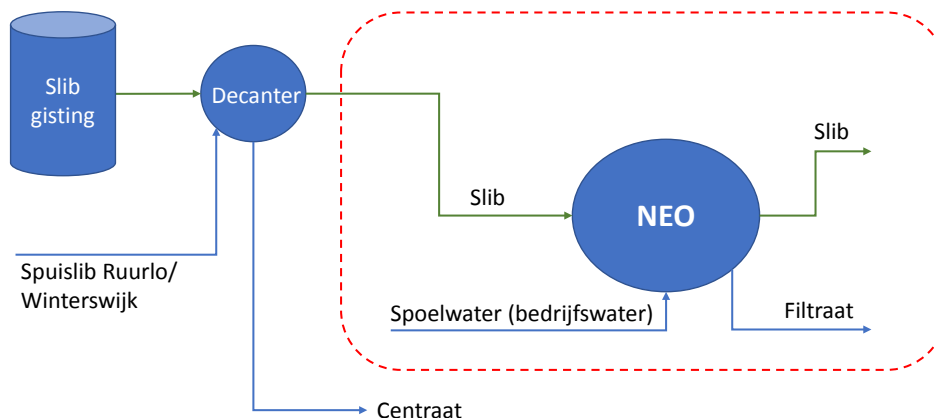 Slib
gisting
Decanter
Slib
Slib
NEO
Spuislib Ruurlo/
Winterswijk
Spoelwater (bedrijfswater)
Filtraat
Centraat